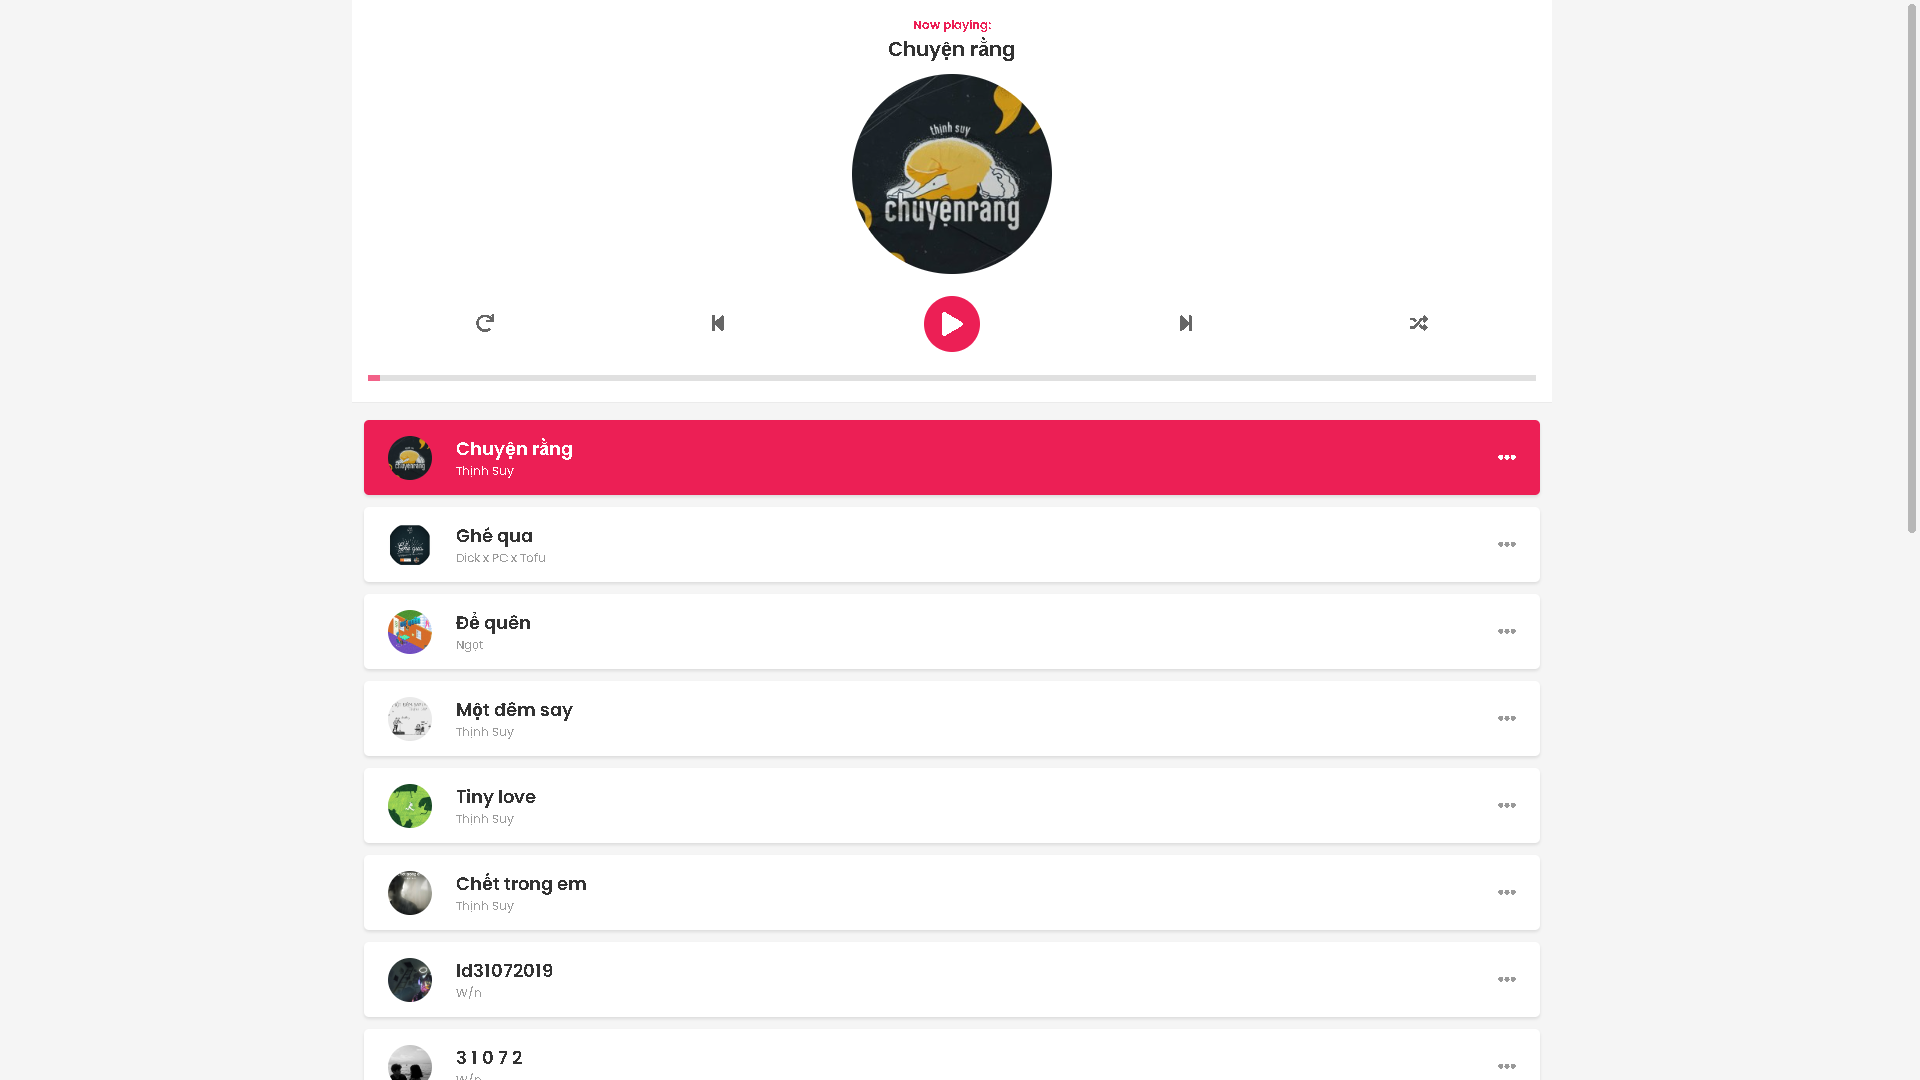 Now playing:
Chuyện rằng
thịnh suy
chuyệnrằng
Chuyện rằng
Thịnh Suy
Ghé qua
Dick x PC x Tofu
Để quên
Ngọt
Một đêm say
Thịnh Suy
Tiny love
Thịnh Suy
Chết trong em
Thịnh Suy
Id31072019
W/n
3 1 0 7 2
W/n